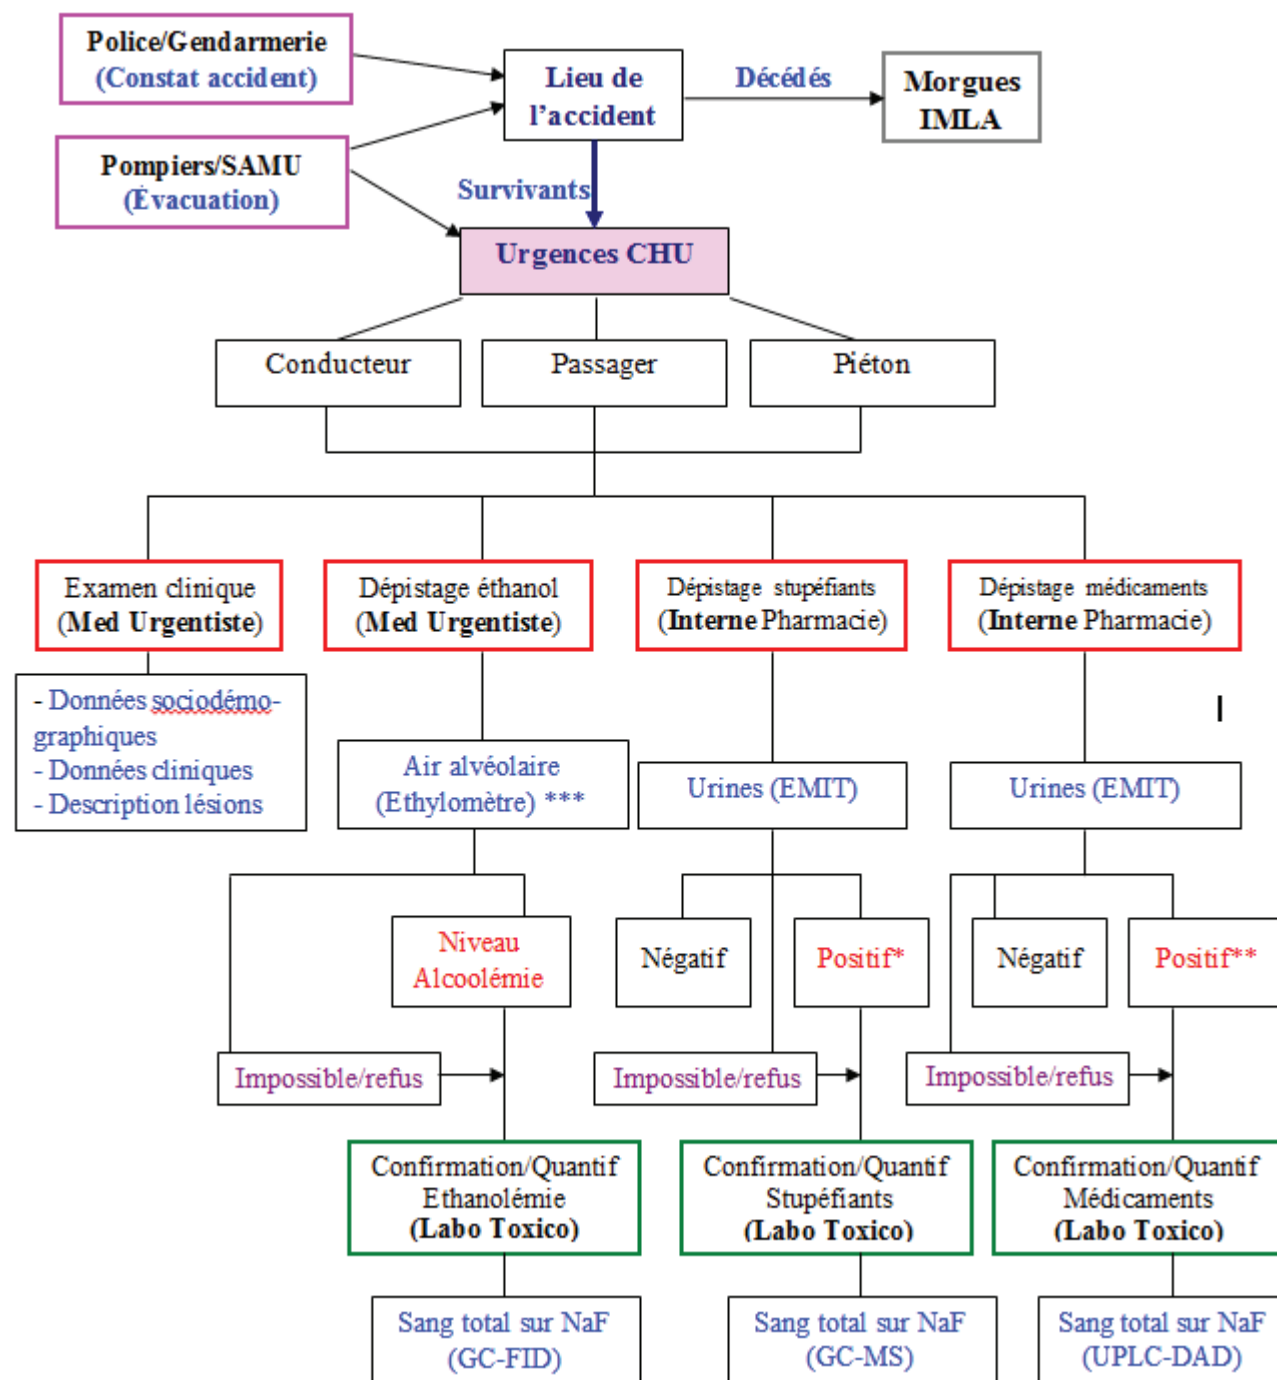 Police/Gendarmerie
(Constat accident)
Lieu de
l'accident
Décédés
Morgues
IMLA
Pompiers/SAMU
(Évacuation)
Survivants
Urgences CHU
Conducteur
Passager
Piéton
Examen clinique
(Med Urgentiste)
Dépistage éthanol
(Med Urgentiste)
Dépistage stupéfiants
(Interne Pharmacie)
Dépistage médicaments
(Interne Pharmacie)
- Données sociodémo-
graphiques
- Données cliniques
- Description lésions
Air alvéolaire
(Ethylomètre) ***
Urines (EMIT)
Urines (EMIT)
Niveau
Alcoolémie
Négatif
Positif*
Négatif
Positif**
Impossible/refus
Impossible/refus
Impossible/refus
Confirmation/Quantif
Ethanolémie
(Labo Toxico)
Confirmation/Quantif
Stupéfiants
(Labo Toxico)
Confirmation/Quantif
Médicaments
(Labo Toxico)
Sang total sur NaF
(GC-FID)
Sang total sur NaF
(GC-MS)
Sang total sur NaF
(UPLC-DAD)